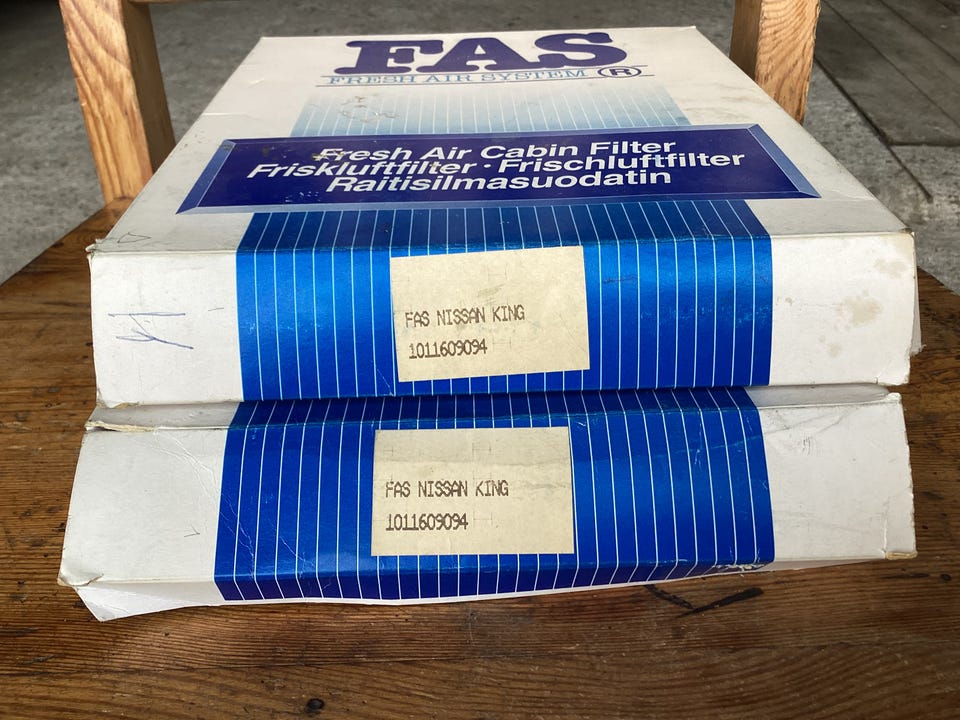 FAS
FRESH AIR SYSTEM ®
Fresh Air Cabin Filter
Friskluftfilter · Frischluftfilter
Raitisilmasuodatin
FAS NISSAN KING
1011609094
FAS NISSAN KING
1011609094